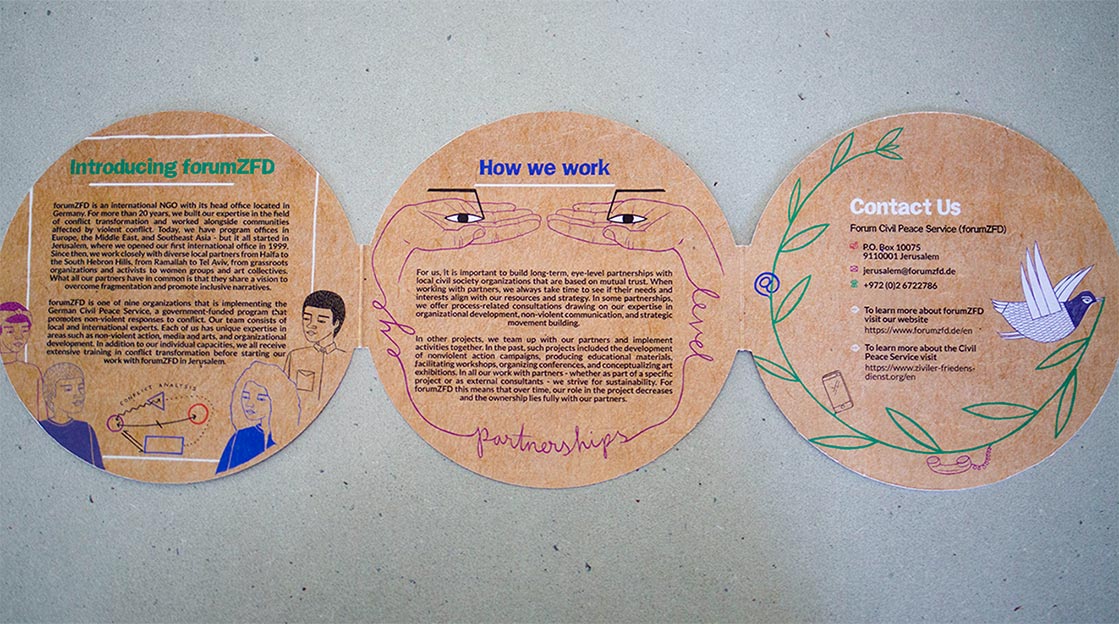 Introducing forumZFD
forumZFD is an international NGO with its head office located in
Germany. For more than 20 years, we built our expertise in the field
of conflict transformation and worked alongside communities
affected by violent conflict. Today, we have program offices in
Europe, the Middle East, and Southeast Asia - but it all started in
Jerusalem, where we opened our first international office in 1999.
Since then, we work closely with diverse local partners from Haifa to
the South Hebron Hills, from Ramallah to Tel Aviv, from grassroots
organizations and activists to women groups and art collectives.
What all our partners have in common is that they share a vision to
overcome fragmentation and promote inclusive narratives.
forumZFD is one of nine organizations that is implementing the
German Civil Peace Service, a government-funded program that
promotes non-violent responses to conflict. Our team consists of
local and international experts. Each of us has unique expertise in
areas such as non-violent action, media and arts, and organizational
development. In addition to our individual capacities, we all receive
extensive training in conflict transformation before starting our
work with forumZFD in Jerusalem.
CONFLICT ANALYSIS
How we work
For us, it is important to build long-term, eye-level partnerships with
local civil society organizations that are based on mutual trust. When
working with partners, we always take time to see if their needs and
interests align with our resources and strategy. In some partnerships,
we offer process-related consultations drawing on our expertise in
organizational development, non-violent communication, and strategic
movement building.
In other projects, we team up with our partners and implement
activities together. In the past, such projects included the development
of nonviolent action campaigns, producing educational materials,
facilitating workshops, organizing conferences, and conceptualizing art
exhibitions. In all our work with partners - whether as part of a specific
project or as external consultants - we strive for sustainability. For
forumZFD this means that over time, our role in the project decreases
and the ownership lies fully with our partners.
eye
level
partnerships
Contact Us
Forum Civil Peace Service (forumZFD)
P.O. Box 10075
9110001 Jerusalem
jerusalem@forumzfd.de
+972 (0)2 6722786
@
To learn more about forumZFD
visit our website
https://www.forumzfd.de/en
To learn more about the Civil
Peace Service visit
https://www.ziviler-friedens-
dienst.org/en